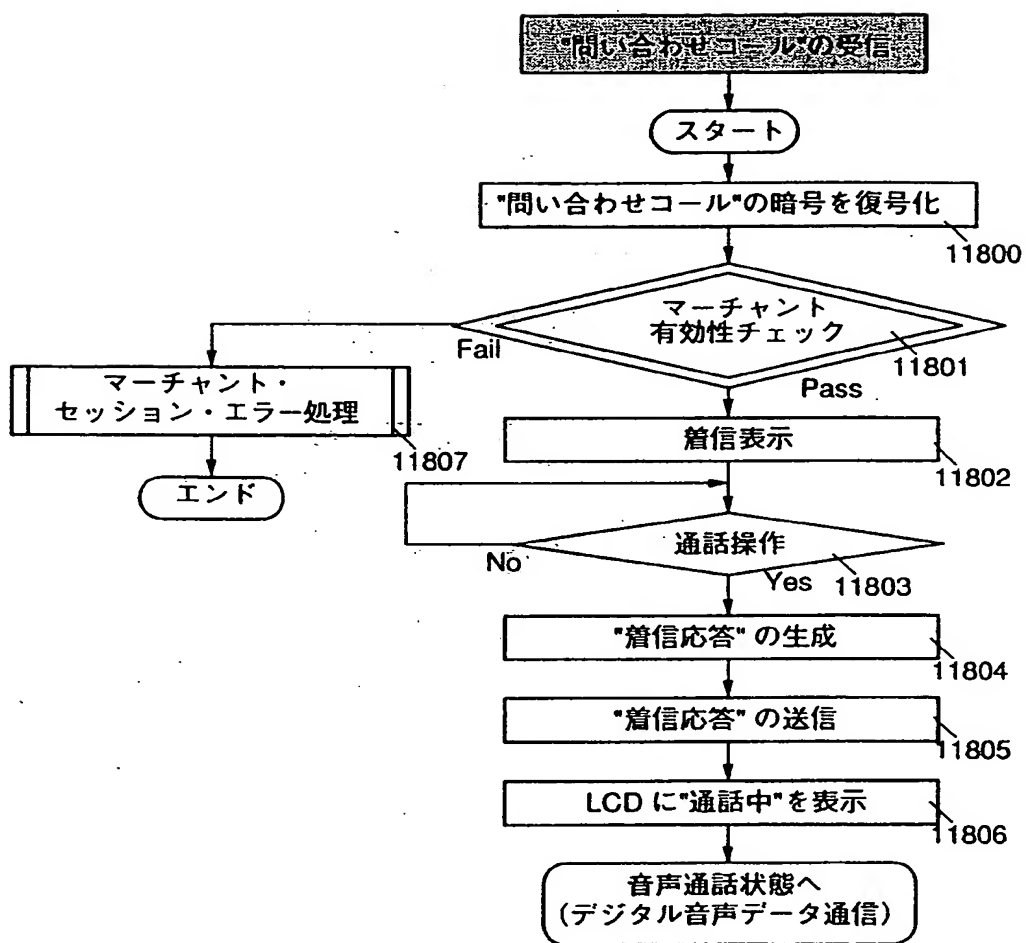 "問い合わせコール"の受信
スタート
"問い合わせコール"の暗号を復号化
11800
マーチャント
有効性チェック
11801
Fail
Pass
マーチャント・
セッション・エラー処理
11807
エンド
着信表示
11802
通話操作
11803
No
Yes
"着信応答" の生成
11804
"着信応答" の送信
11805
LCD に"通話中"を表示
11806
音声通話状態へ
(デジタル音声データ通信)